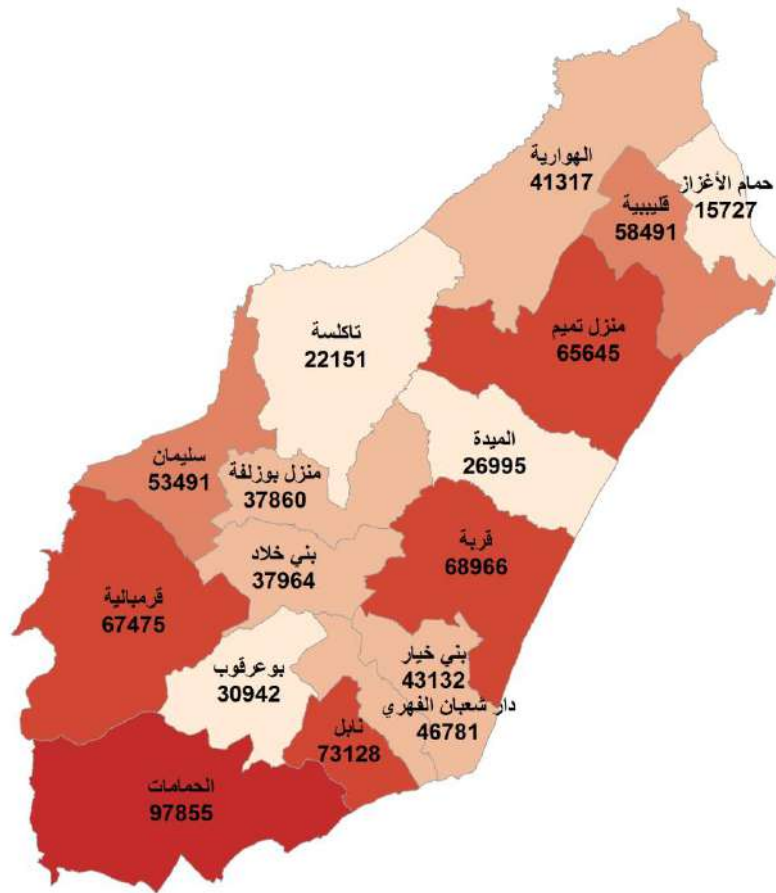 الهوارية
41317
حمام الأغزاز
15727
قليبية
58491
منزل تميم
65645
تاكلسة
22151
الميدة
26995
سليمان
53491
منزل بوزلفة
37860
قربة
68966
بني خلاد
37964
قرمبالية
67475
بني خيار
43132
بوعرقوب
30942
دار شعبان الفهري
46781
نابل
73128
الحمامات
97855